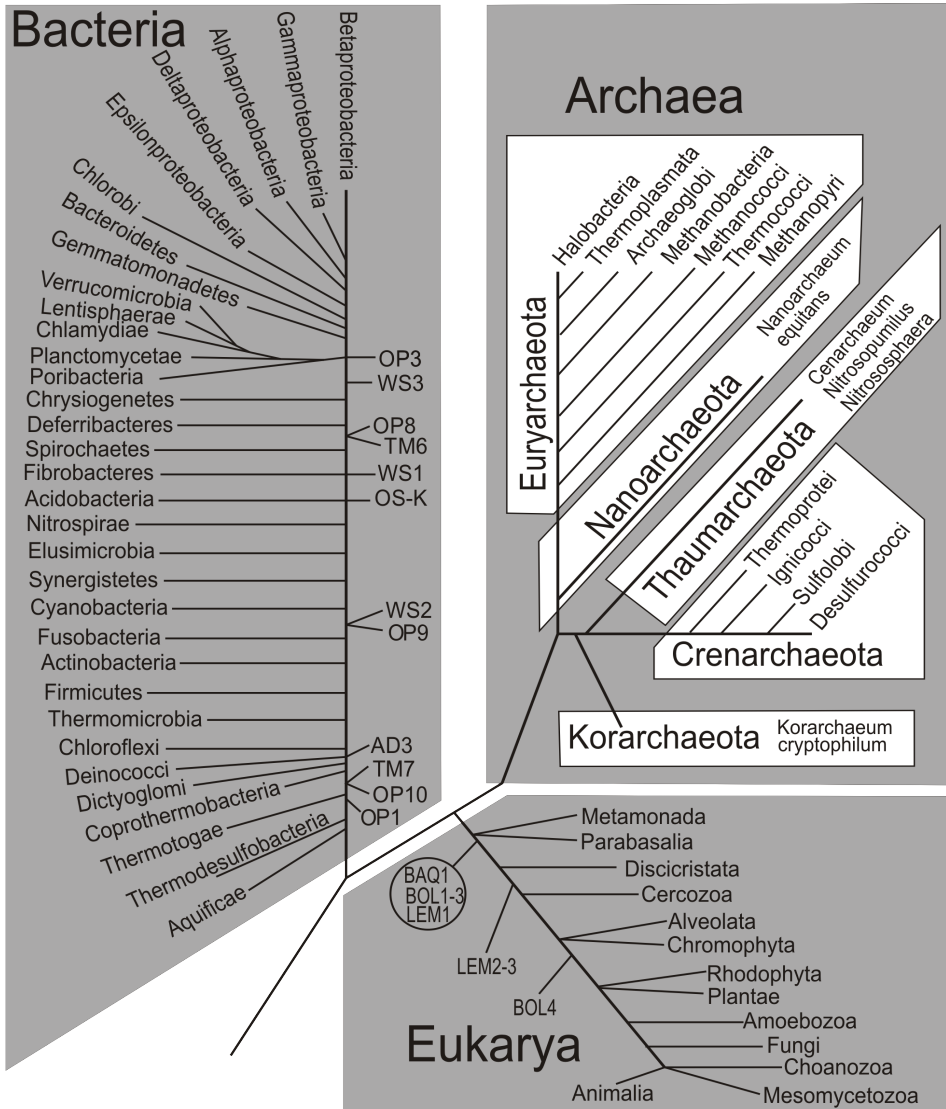 Bacteria
Betaproteobacteria
Gammaproteobacteria
Alphaproteobacteria
Deltaproteobacteria
Epsilonproteobacteria
Chlorobi
Bacteroidetes
Gemmatomonadetes
Verrucomicrobia
Lentisphaerae
Chlamydiae
Planctomycetae
Poribacteria
Chrysiogenetes
Deferribacteres
Spirochaetes
Fibrobacteres
Acidobacteria
Nitrospirae
Elusimicrobia
Synergistetes
Cyanobacteria
Fusobacteria
Actinobacteria
Firmicutes
Thermomicrobia
Chloroflexi
Deinococci
Dictyoglomi
Coprothermobacteria
Thermotogae
Thermodesulfobacteria
Aquificae
OP3
WS3
OP8
TM6
WS1
OS-K
WS2
OP9
AD3
TM7
OP10
OP1
Archaea
Halobacteria
Thermoplasmata
Archaeoglobi
Methanobacteria
Methanococci
Thermococci
Methanopyri
Euryarchaeota
Nanoarchaeum
equitans
Nanoarchaeota
Cenarchaeum
Nitrosopumilus
Nitrososphaera
Thaumarchaeota
Thermoprotei
Ignicocci
Sulfolobi
Desulfurococci
Crenarchaeota
Korarchaeota
Korarchaeum
cryptophilum
Metamonada
Parabasalia
Discicristata
Cercozoa
Alveolata
Chromophyta
Rhodophyta
Plantae
Amoebozoa
Fungi
Choanozoa
Mesomycetozoa
Animalia
BAQ1
BOL1-3
LEM1
LEM2-3
BOL4
Eukarya